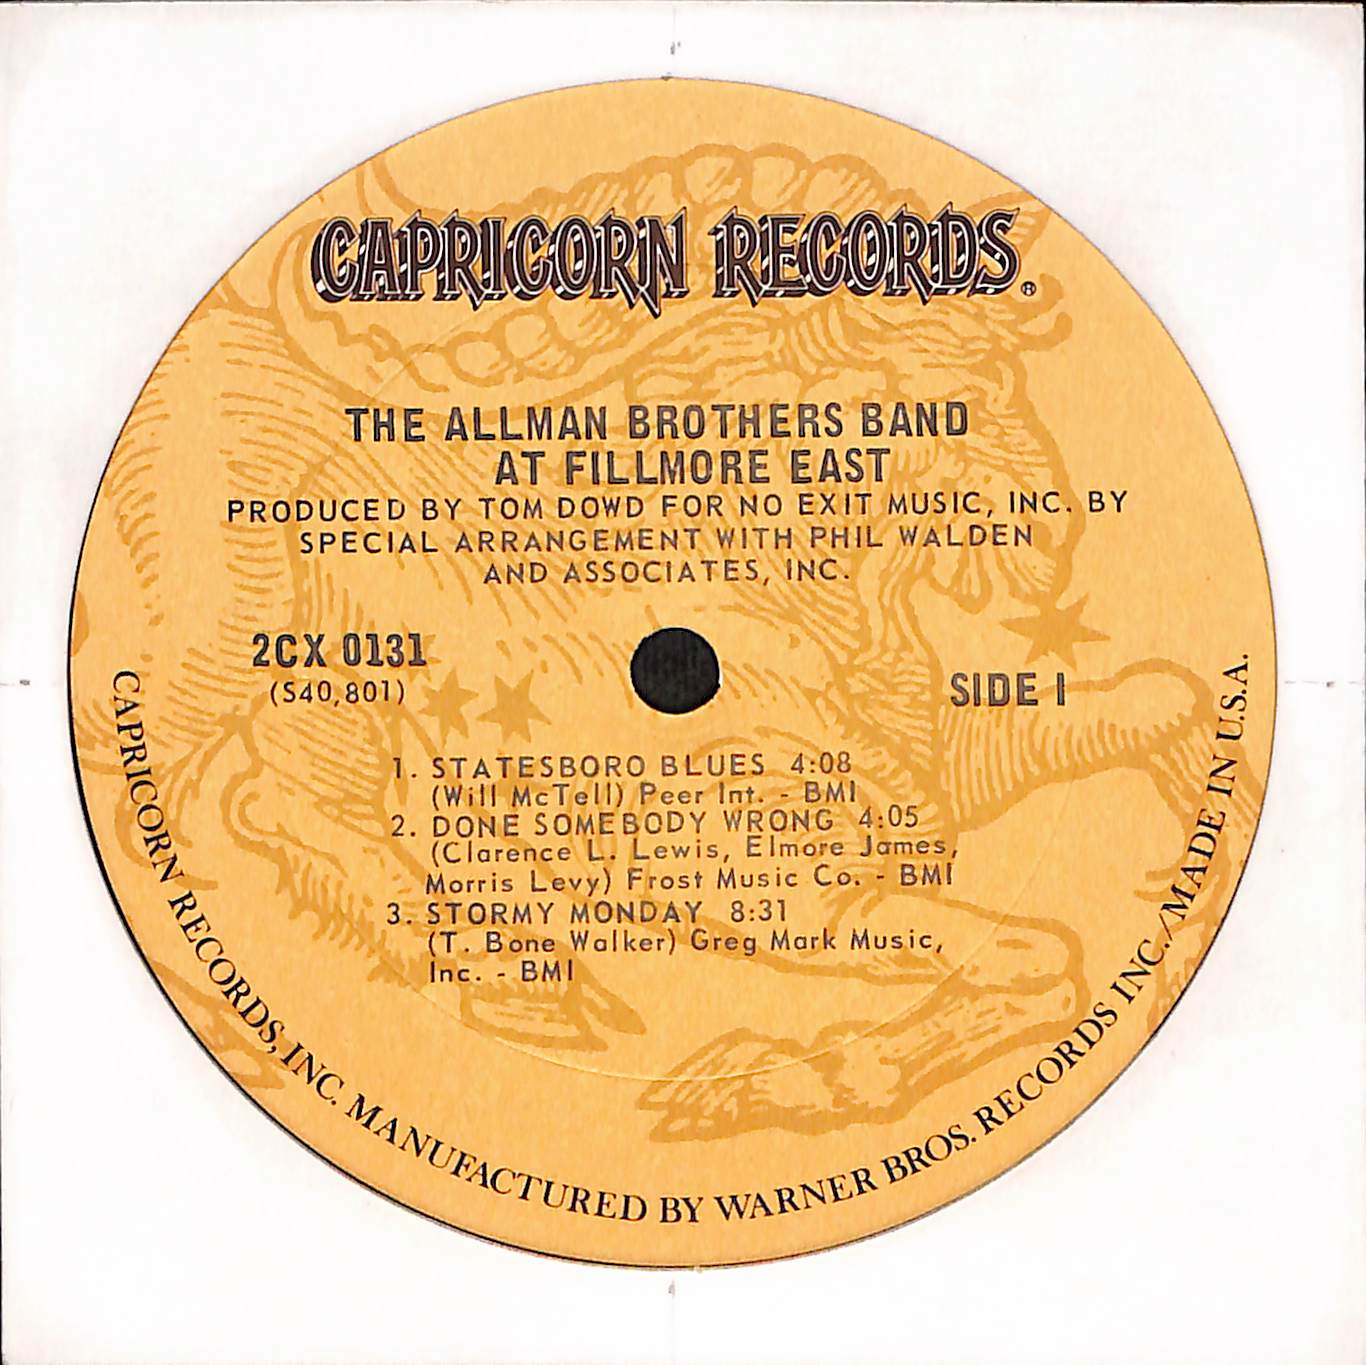 CAPRICORN RECORDS®
THE ALLMAN BROTHERS BAND
AT FILLMORE EAST
PRODUCED BY TOM DOWD FOR NO EXIT MUSIC, INC. BY
SPECIAL ARRANGEMENT WITH PHIL WALDEN
AND ASSOCIATES, INC.
2CX 0131
(S40,801)
SIDE I
1. STATESBORO BLUES 4:08
(Will McTell) Peer Int. - BMI
2. DONE SOMEBODY WRONG 4:05
(Clarence L. Lewis, Elmore James,
Morris Levy) Frost Music Co. - BMI
3. STORMY MONDAY 8:31
(T. Bone Walker) Greg Mark Music,
Inc. - BMI
CAPRICORN RECORDS, INC. MANUFACTURED BY WARNER BROS. RECORDS INC./MADE IN U.S.A.